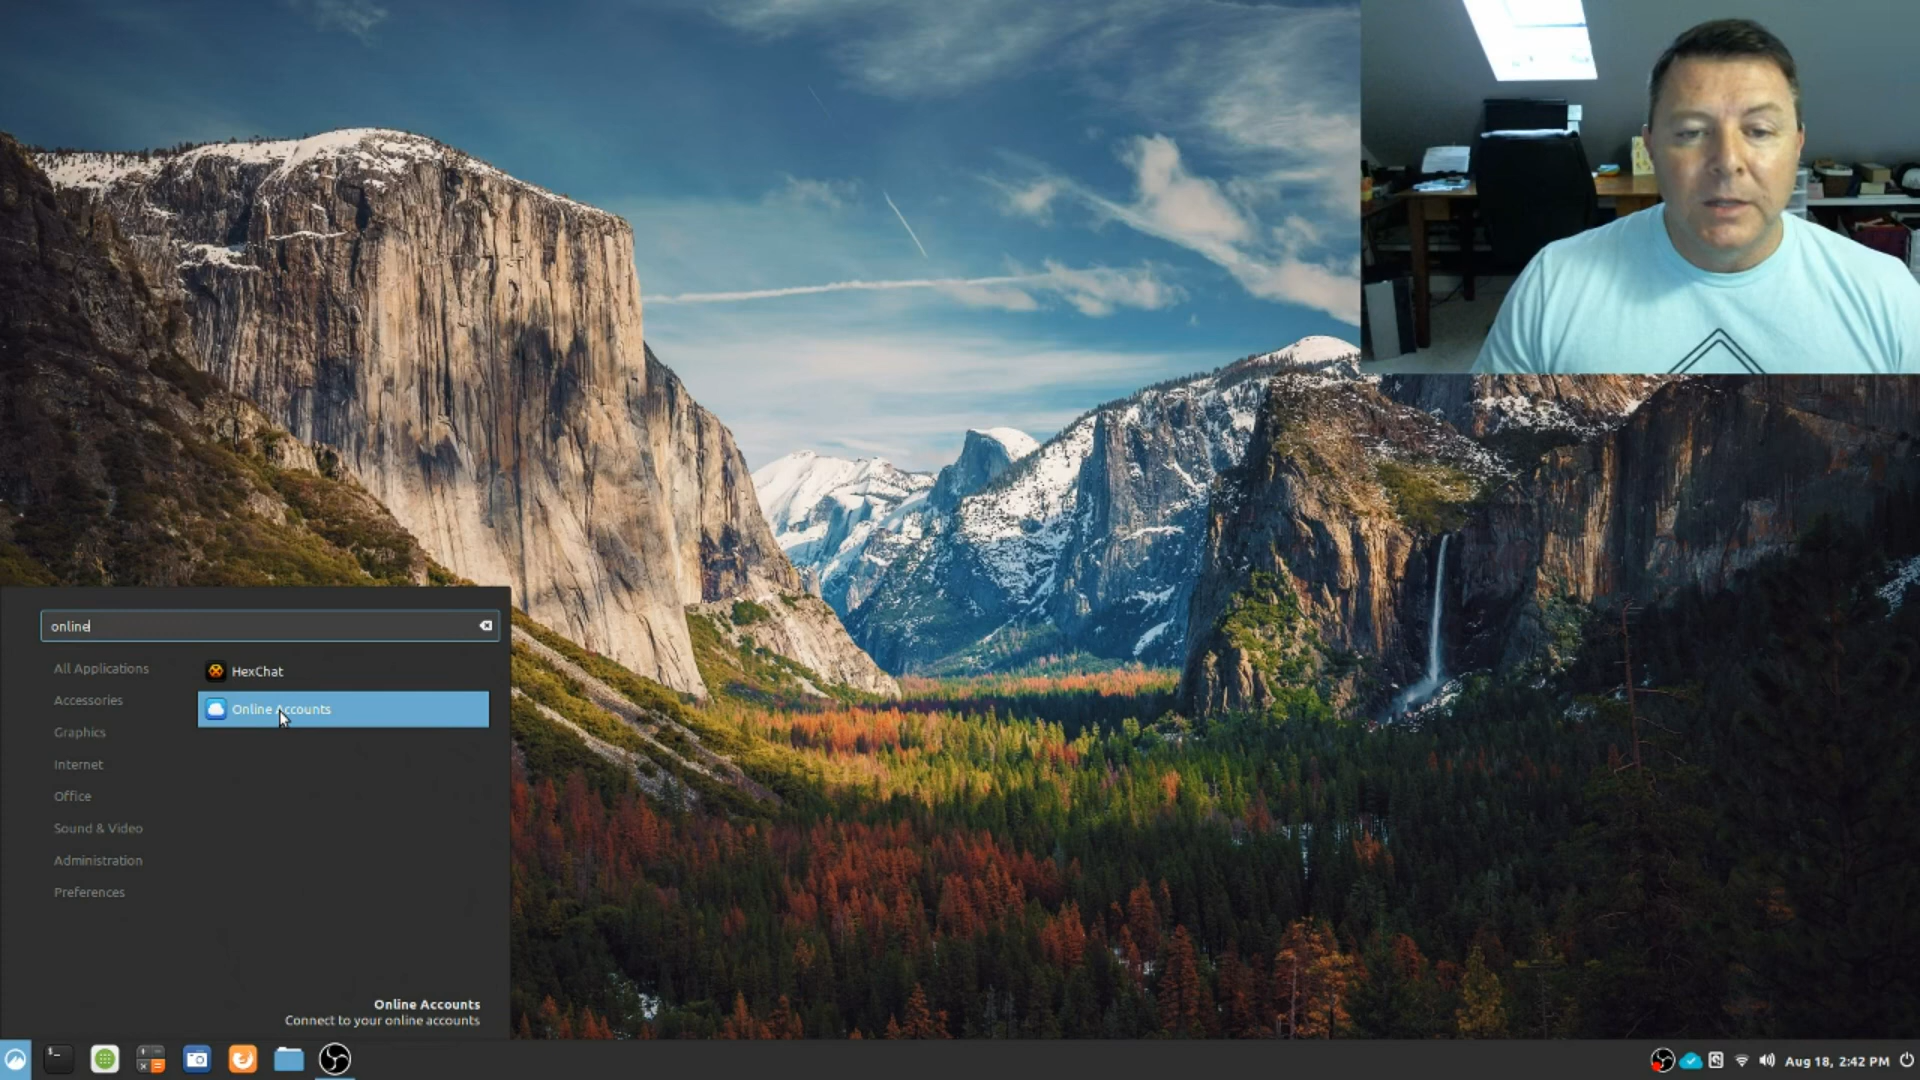 online
All Applications
Accessories
Graphics
Internet
Office
Sound & Video
Administration
Preferences
HexChat
Online Accounts
Online Accounts
Connect to your online accounts
Aug 18, 2:42 PM